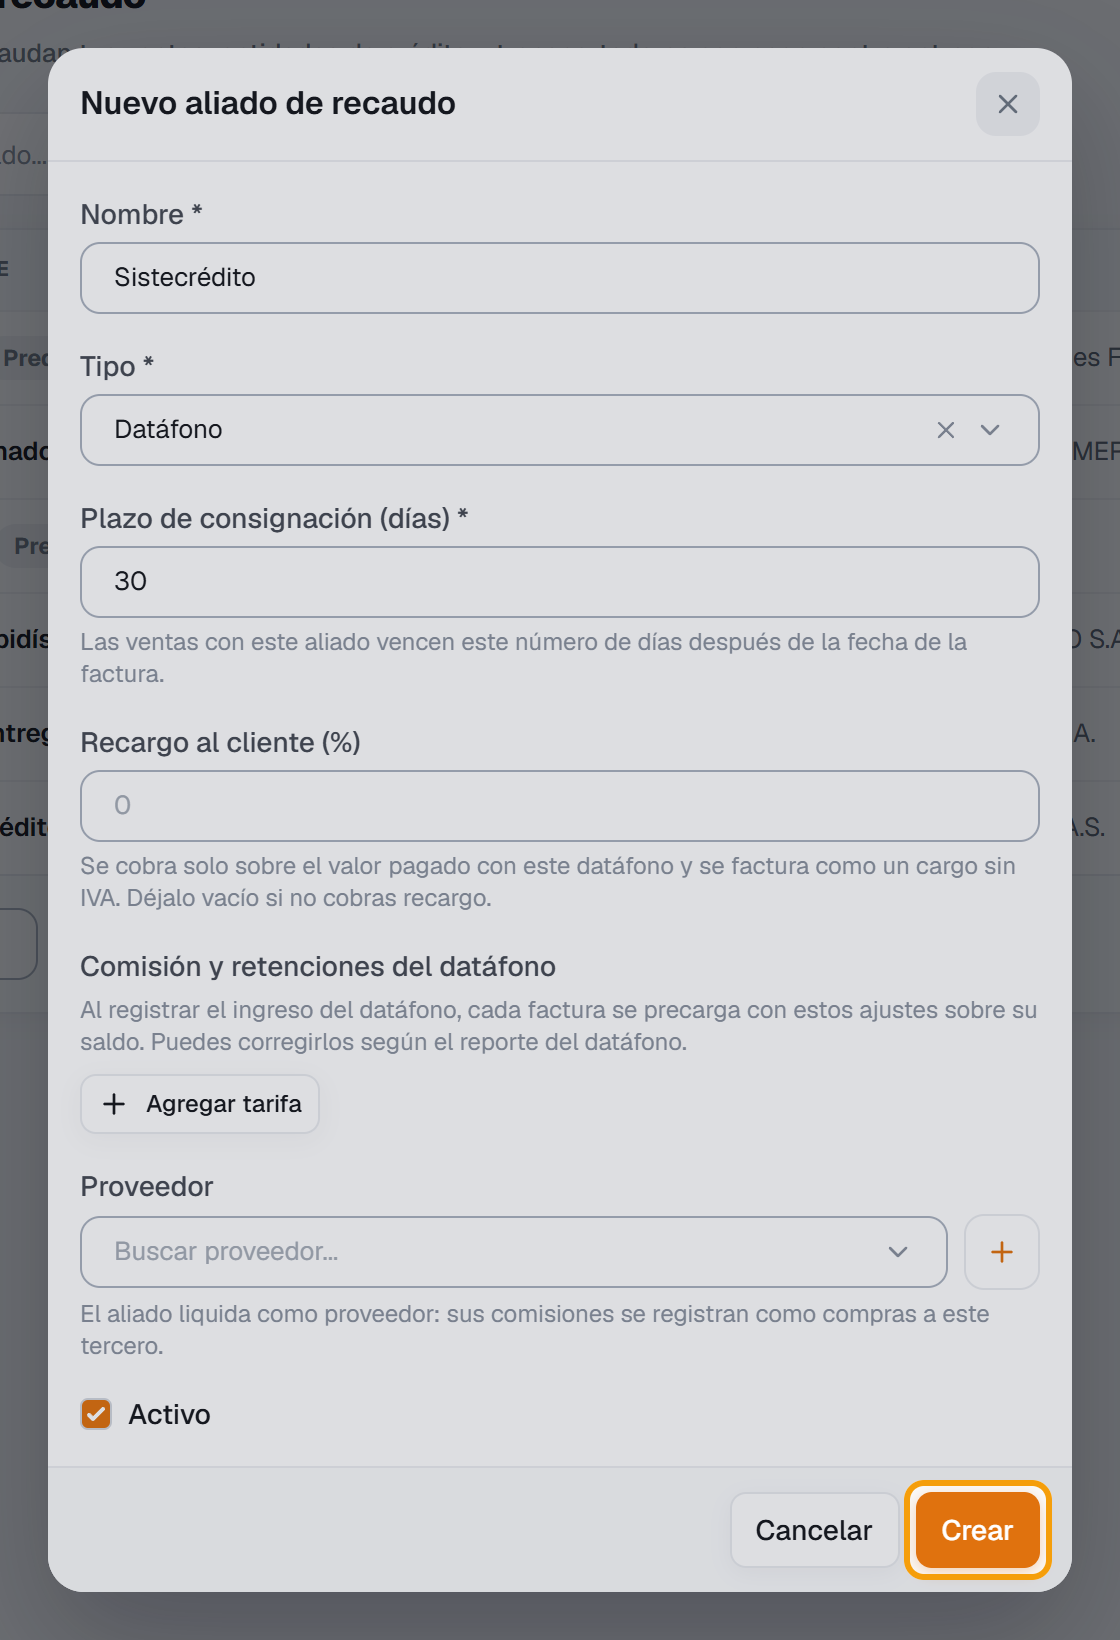 recaudo
Nuevo aliado de recaudo
Nombre *
Sistecrédito
Tipo *
Datáfono
Plazo de consignación (días) *
30
Las ventas con este aliado vencen este número de días después de la fecha de la
factura.
Recargo al cliente (%)
0
Se cobra solo sobre el valor pagado con este datáfono y se factura como un cargo sin
IVA. Déjalo vacío si no cobras recargo.
Comisión y retenciones del datáfono
Al registrar el ingreso del datáfono, cada factura se precarga con estos ajustes sobre su
saldo. Puedes corregirlos según el reporte del datáfono.
Agregar tarifa
Proveedor
Buscar proveedor...
El aliado liquida como proveedor: sus comisiones se registran como compras a este
tercero.
Activo
Cancelar
Crear